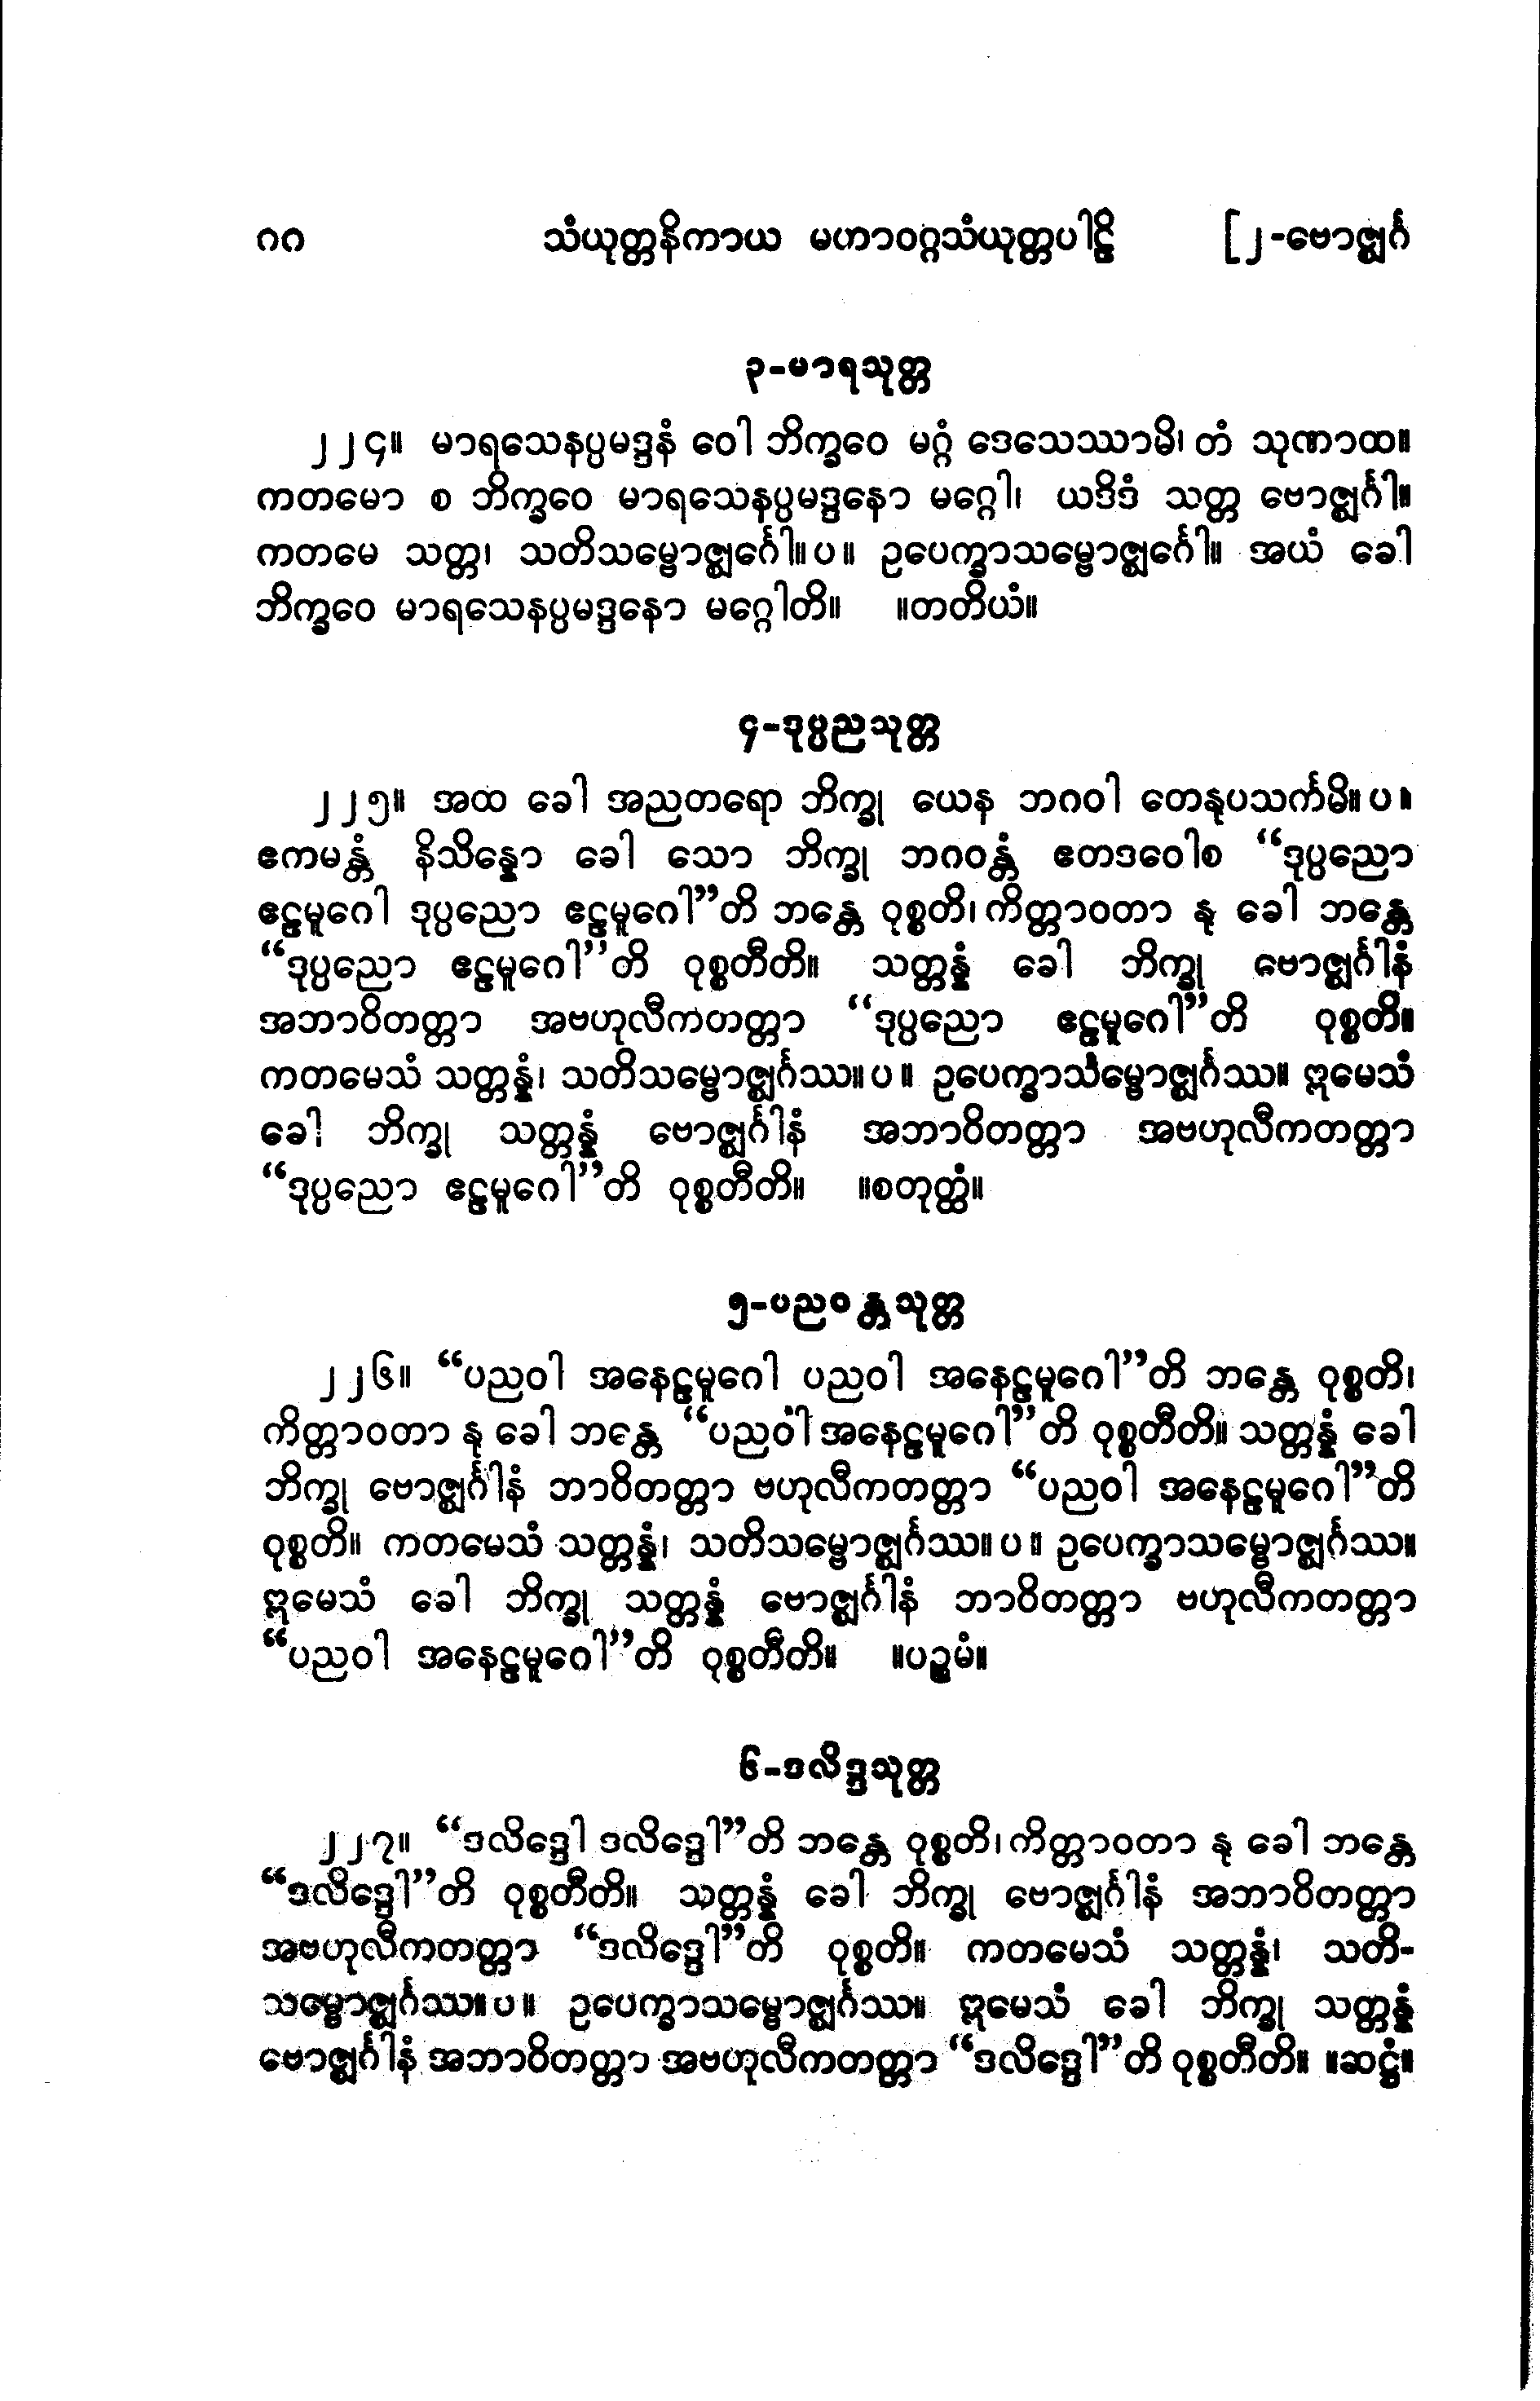 ၈၈ သံယုတ္တနိကာယ မဟာဝဂ္ဂသံယုတ္တပါဠိ [၂-ဗောဇ္ဈင်္ဂ
၃-မာရသုတ္တ
၂၂၄။ မာရသေနပ္ပမဒ္ဒနံ ဝေါ ဘိက္ခဝေ မဂ္ဂံ ဒေသေဿာမိ၊ တံ သုဏာထ။
ကတမော စ ဘိက္ခဝေ မာရသေနပ္ပမဒ္ဒနော မဂ္ဂေါ၊ ယဒိဒံ သတ္တ ဗောဇ္ဈင်္ဂါ။
ကတမေ သတ္တ၊ သတိသမ္ဗောဇ္ဈင်္ဂေါ။ပ။ ဥပေက္ခာသမ္ဗောဇ္ဈင်္ဂေါ။ အယံ ခေါ
ဘိက္ခဝေ မာရသေနပ္ပမဒ္ဒနော မဂ္ဂေါတိ။ ။တတိယံ။
၄-ဒုပ္ပညသုတ္တ
၂၂၅။ အထ ခေါ အညတရော ဘိက္ခု ယေန ဘဂဝါ တေနုပသင်္ကမိ။ပ။
ဧကမန္တံ နိသိန္နော ခေါ သော ဘိက္ခု ဘဂဝန္တံ ဧတဒဝေါစ “ဒုပ္ပညော
ဧဠမူဂေါ ဒုပ္ပညော ဧဠမူဂေါ”တိ ဘန္တေ ဝုစ္စတိ၊ ကိတ္တာဝတာ နု ခေါ ဘန္တေ
“ဒုပ္ပညော ဧဠမူဂေါ”တိ ဝုစ္စတီတိ။ သတ္တန္နံ ခေါ ဘိက္ခု ဗောဇ္ဈင်္ဂါနံ
အဘာဝိတတ္တာ အဗဟုလီကတတ္တာ “ဒုပ္ပညော ဧဠမူဂေါ”တိ ဝုစ္စတိ။
ကတမေသံ သတ္တန္နံ၊ သတိသမ္ဗောဇ္ဈင်္ဂဿ။ပ။ ဥပေက္ခာသမ္ဗောဇ္ဈင်္ဂဿ။ ဣမေသံ
ခေါ ဘိက္ခု သတ္တန္နံ ဗောဇ္ဈင်္ဂါနံ အဘာဝိတတ္တာ အဗဟုလီကတတ္တာ
“ဒုပ္ပညော ဧဠမူဂေါ”တိ ဝုစ္စတီတိ။ ။စတုတ္ထံ။
၅-ပညဝန္တသုတ္တ
၂၂၆။ “ပညဝါ အနေဠမူဂေါ ပညဝါ အနေဠမူဂေါ”တိ ဘန္တေ ဝုစ္စတိ၊
ကိတ္တာဝတာ နု ခေါ ဘန္တေ “ပညဝါ အနေဠမူဂေါ”တိ ဝုစ္စတီတိ။ သတ္တန္နံ ခေါ
ဘိက္ခု ဗောဇ္ဈင်္ဂါနံ ဘာဝိတတ္တာ ဗဟုလီကတတ္တာ “ပညဝါ အနေဠမူဂေါ”တိ
ဝုစ္စတိ။ ကတမေသံ သတ္တန္နံ၊ သတိသမ္ဗောဇ္ဈင်္ဂဿ။ပ။ ဥပေက္ခာသမ္ဗောဇ္ဈင်္ဂဿ။
ဣမေသံ ခေါ ဘိက္ခု သတ္တန္နံ ဗောဇ္ဈင်္ဂါနံ ဘာဝိတတ္တာ ဗဟုလီကတတ္တာ
“ပညဝါ အနေဠမူဂေါ”တိ ဝုစ္စတီတိ။ ။ပဉ္စမံ။
၆-ဒလိဒ္ဒသုတ္တ
၂၂၇။ “ဒလိဒ္ဒေါ ဒလိဒ္ဒေါ”တိ ဘန္တေ ဝုစ္စတိ၊ ကိတ္တာဝတာ နု ခေါ ဘန္တေ
“ဒလိဒ္ဒေါ”တိ ဝုစ္စတီတိ။ သတ္တန္နံ ခေါ ဘိက္ခု ဗောဇ္ဈင်္ဂါနံ အဘာဝိတတ္တာ
အဗဟုလီကတတ္တာ “ဒလိဒ္ဒေါ”တိ ဝုစ္စတိ။ ကတမေသံ သတ္တန္နံ၊ သတိ-
သမ္ဗောဇ္ဈင်္ဂဿ။ပ။ ဥပေက္ခာသမ္ဗောဇ္ဈင်္ဂဿ။ ဣမေသံ ခေါ ဘိက္ခု သတ္တန္နံ
ဗောဇ္ဈင်္ဂါနံ အဘာဝိတတ္တာ အဗဟုလီကတတ္တာ “ဒလိဒ္ဒေါ”တိ ဝုစ္စတီတိ။ ။ဆဋ္ဌံ။